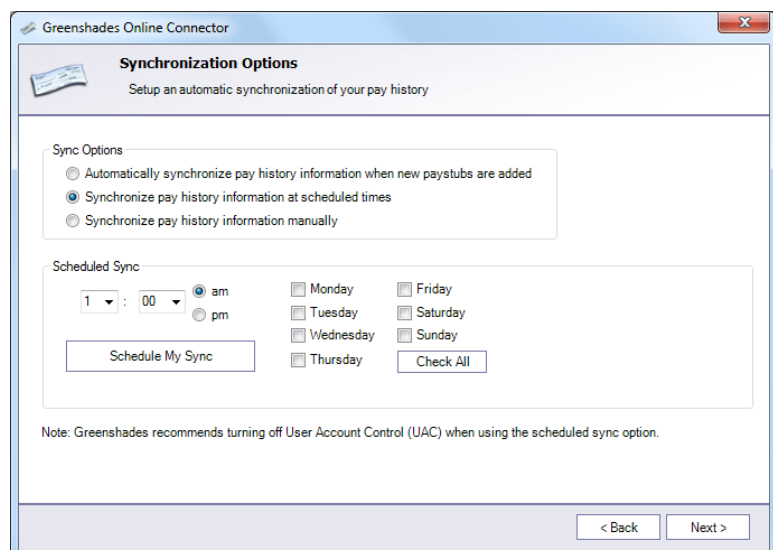 Greenshades Online Connector
Synchronization Options
Setup an automatic synchronization of your pay history
Sync Options
Automatically synchronize pay history information when new paystubs are added
Synchronize pay history information at scheduled times
Synchronize pay history information manually
Scheduled Sync
1 : 00 am
pm
Schedule My Sync
Monday Friday
Tuesday Saturday
Wednesday Sunday
Thursday Check All
Note: Greenshades recommends turning off User Account Control (UAC) when using the scheduled sync option.
< Back Next >